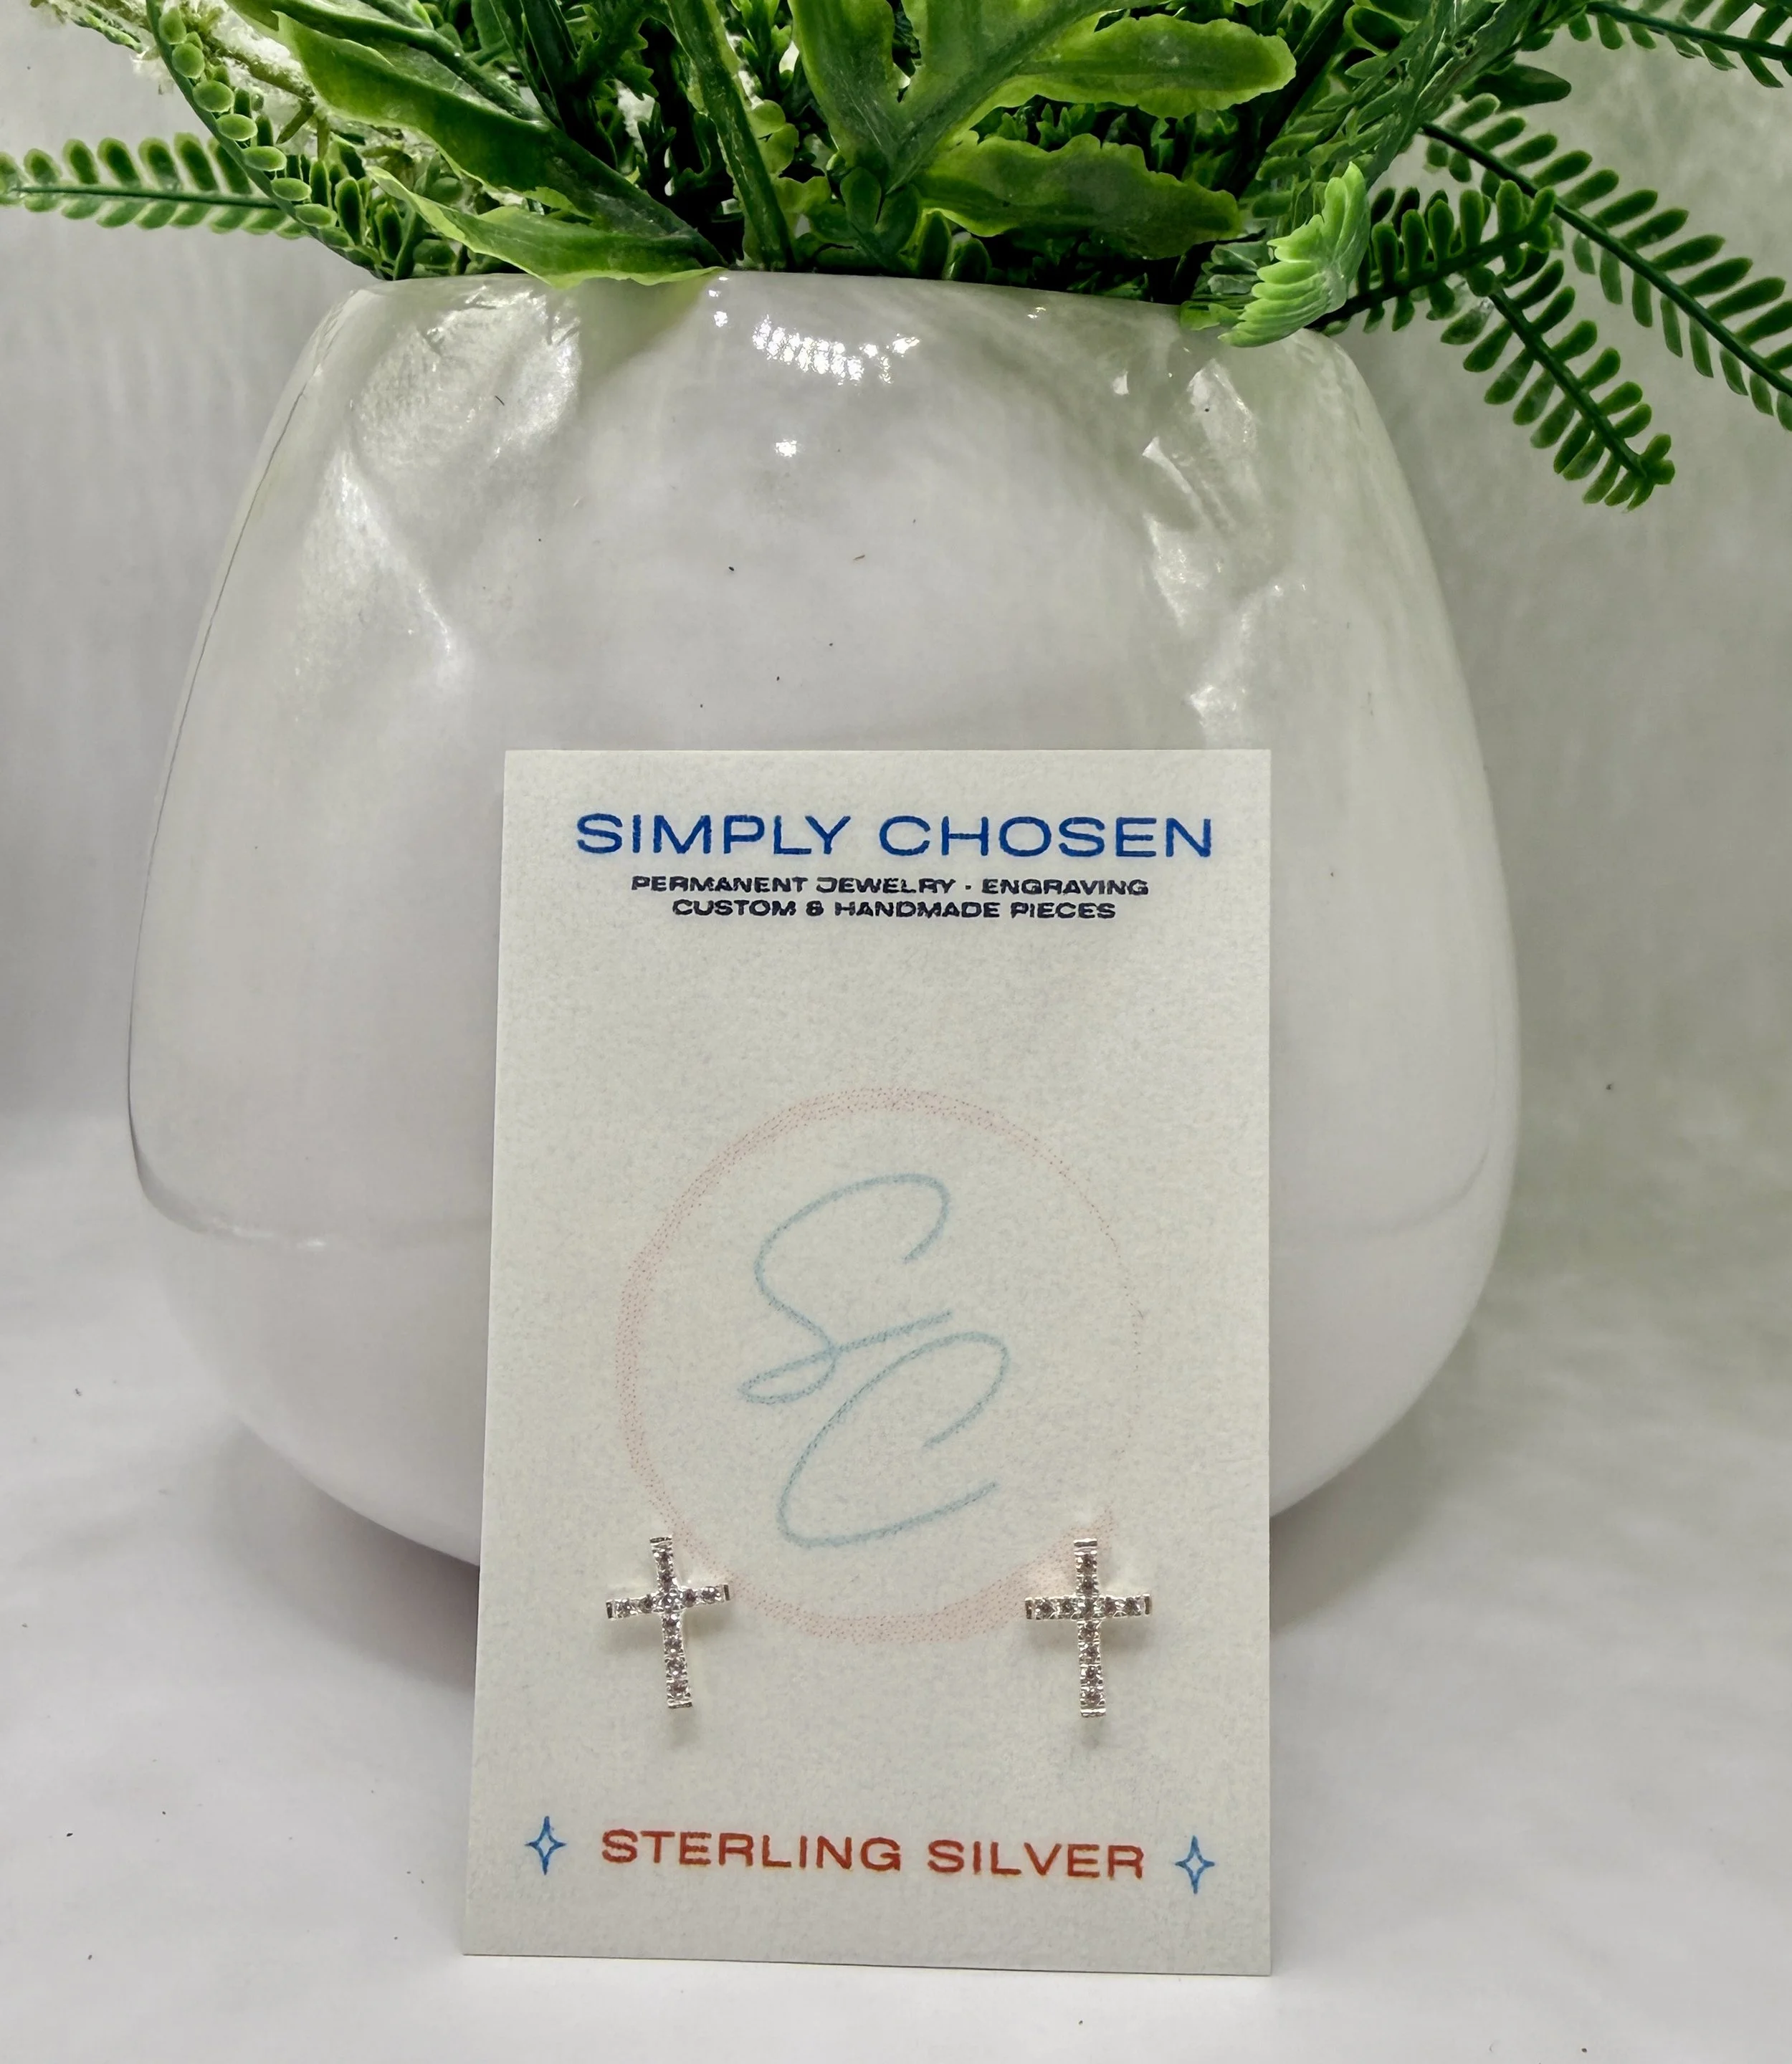 SIMPLY CHOSEN
PERMANENT JEWELRY · ENGRAVING
CUSTOM & HANDMADE PIECES
SC
STERLING SILVER